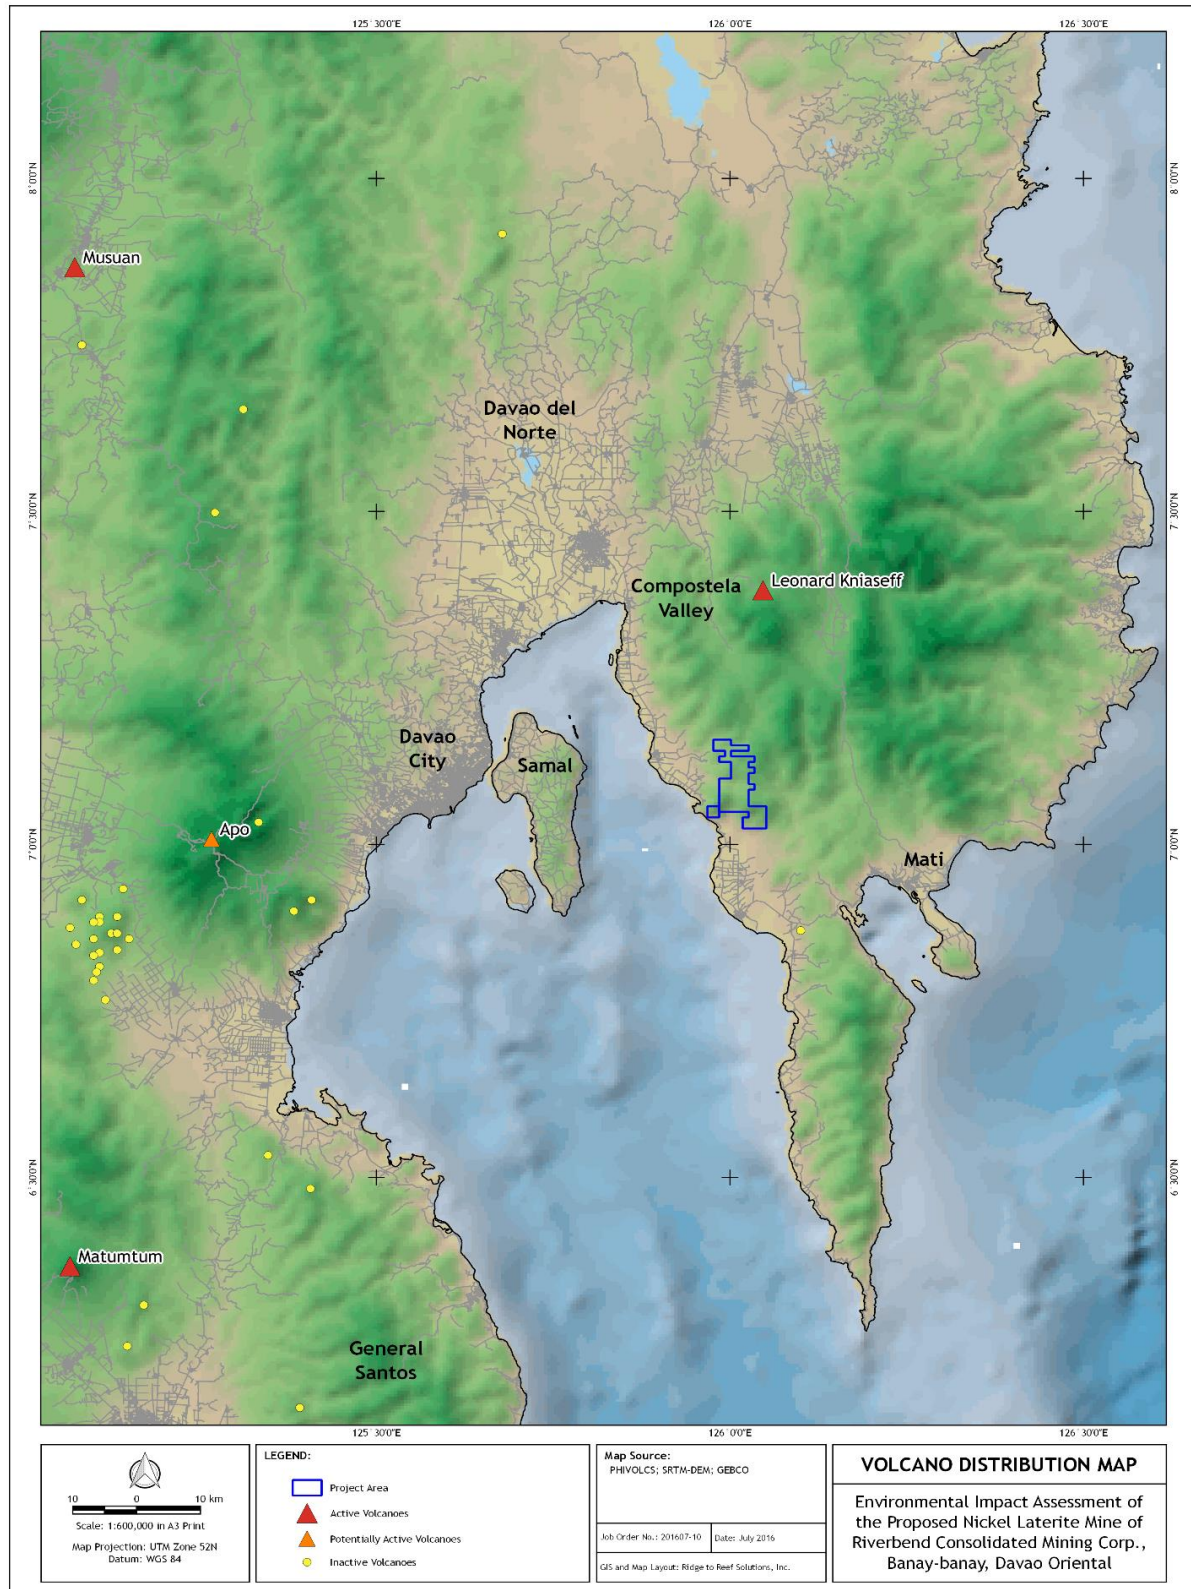 125°30'0"E
126°0'0"E
126°30'0"E
8°0'0"N
8°0'0"N
Musuan
Davao del
Norte
7°30'0"N
7°30'0"N
Leonard Kniaseff
Compostela
Valley
Davao
City
Samal
Apo
7°0'0"N
7°0'0"N
Mati
6°30'0"N
6°30'0"N
Matumtum
General
Santos
125°30'0"E
126°0'0"E
126°30'0"E
10 0 10 km
Scale: 1:600,000 in A3 Print
Map Projection: UTM Zone 52N
Datum: WGS 84
LEGEND:
Project Area
Active Volcanoes
Potentially Active Volcanoes
Inactive Volcanoes
Map Source:
PHIVOLCS; SRTM-DEM; GEBCO
Job Order No.: 201607-10
Date: July 2016
GIS and Map Layout: Ridge to Reef Solutions, Inc.
VOLCANO DISTRIBUTION MAP
Environmental Impact Assessment of
the Proposed Nickel Laterite Mine of
Riverbend Consolidated Mining Corp.,
Banay-banay, Davao Oriental